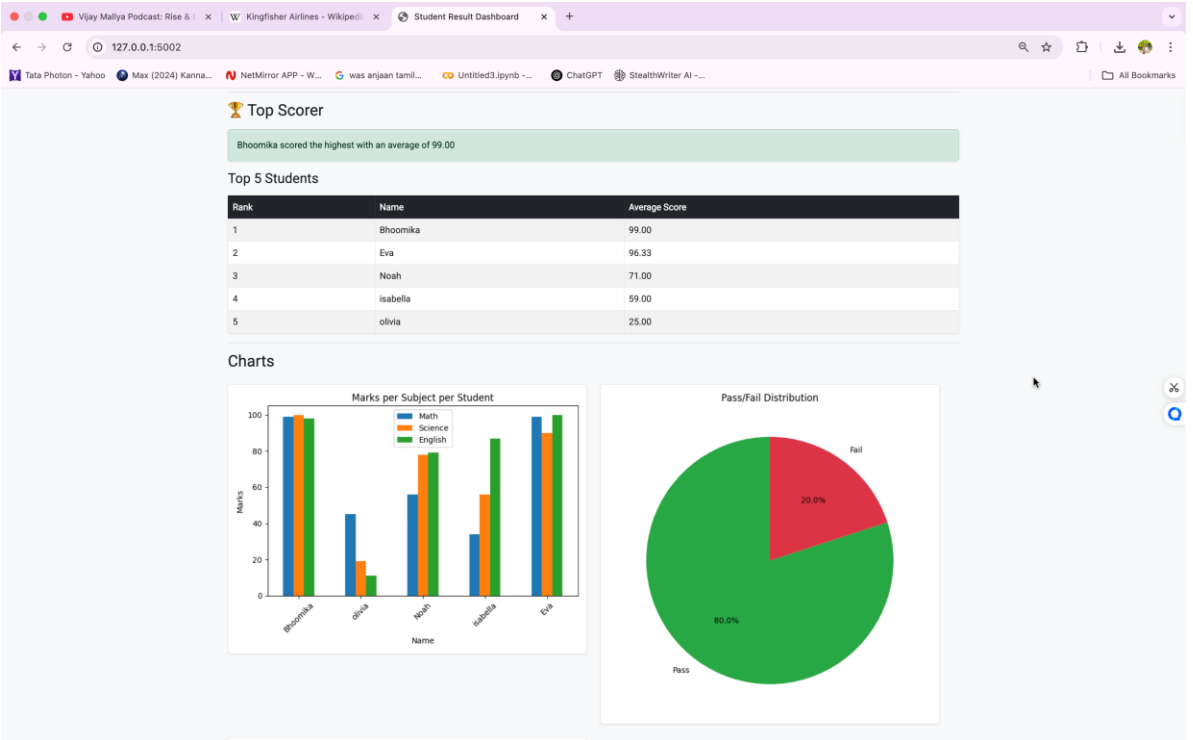 Vijay Mallya Podcast: Rise &
Kingfisher Airlines - Wikipedi
Student Result Dashboard
127.0.0.1:5002
Tata Photon - Yahoo
Max (2024) Kanna...
NetMirror APP - W...
was anjaan tamil...
Untitled3.ipynb -...
ChatGPT
StealthWriter AI -...
All Bookmarks
Top Scorer
Bhoomika scored the highest with an average of 99.00
Top 5 Students
Rank Name Average Score
1 Bhoomika 99.00
2 Eva 96.33
3 Noah 71.00
4 isabella 59.00
5 olivia 25.00
Charts
Marks per Subject per Student
Math
Science
English
100
80
60
40
20
0
Marks
Bhoomika
olivia
Noah
isabella
Eva
Name
Pass/Fail Distribution
Fail
20.0%
80.0%
Pass